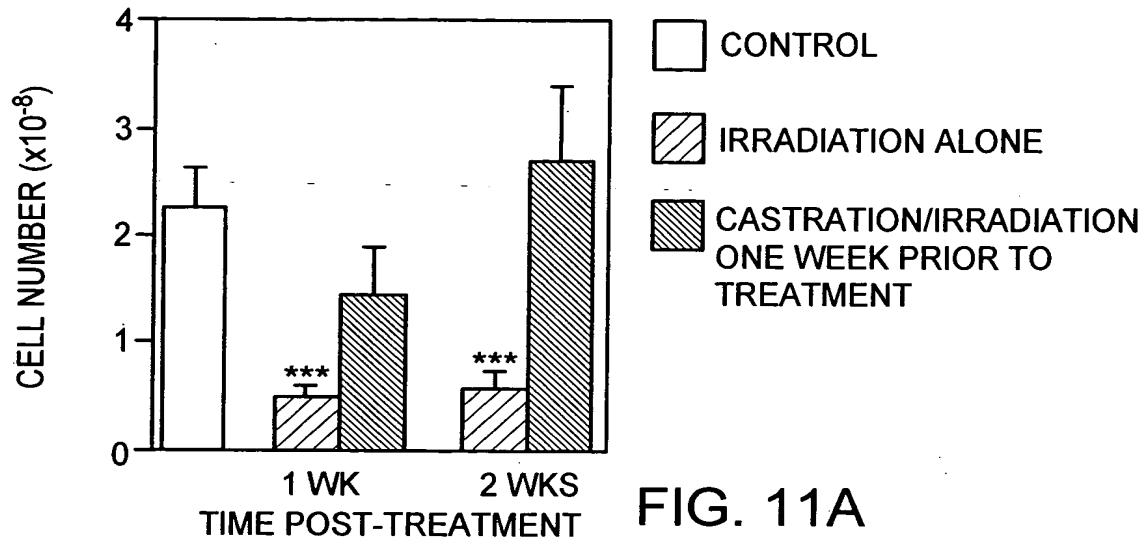 CELL NUMBER (x10⁻⁸)
4
3
2
1
0
***
***
1 WK
2 WKS
TIME POST-TREATMENT
CONTROL
IRRADIATION ALONE
CASTRATION/IRRADIATION
ONE WEEK PRIOR TO
TREATMENT
FIG. 11A